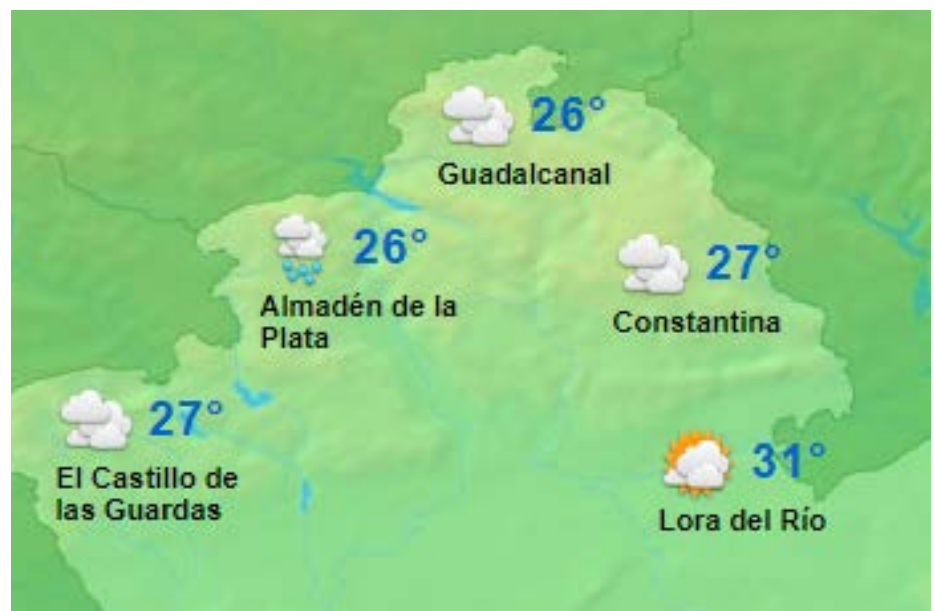 26°
Guadalcanal
26°
Almadén de la
Plata
27°
Constantina
27°
El Castillo de
las Guardas
31°
Lora del Río